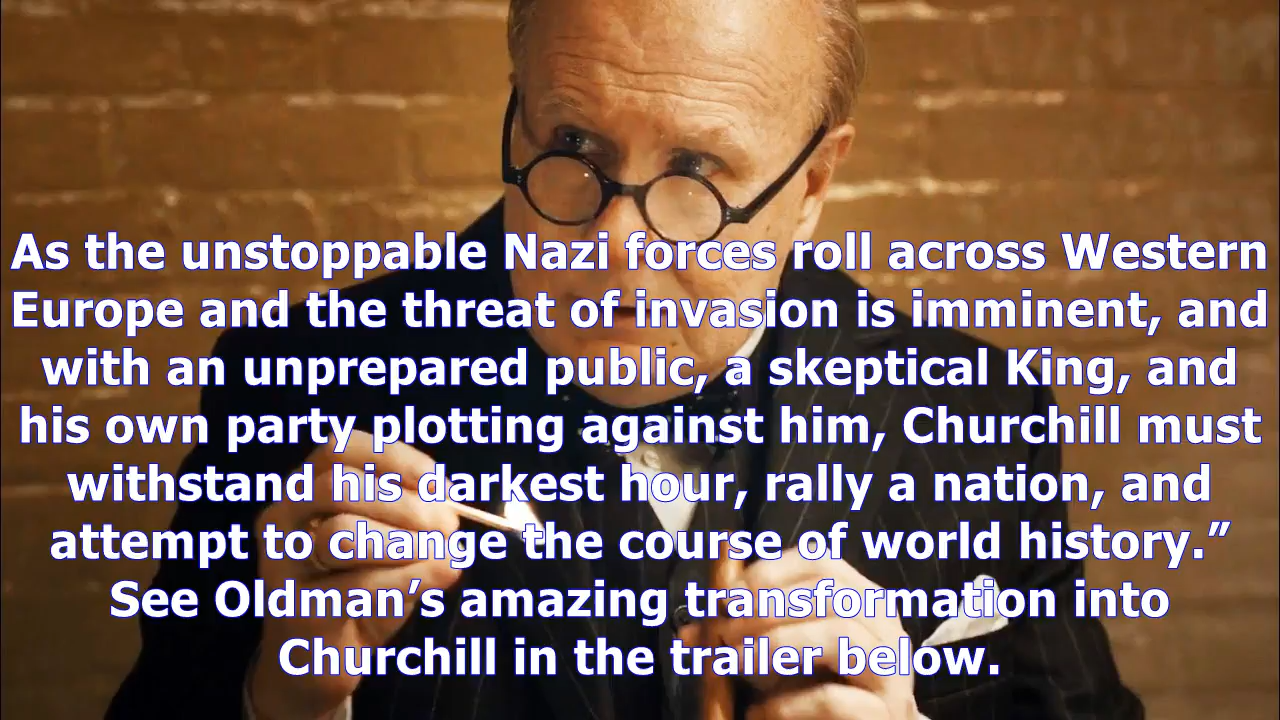 As the unstoppable Nazi forces roll across Western
Europe and the threat of invasion is imminent, and
with an unprepared public, a skeptical King, and
his own party plotting against him, Churchill must
withstand his darkest hour, rally a nation, and
attempt to change the course of world history.”
See Oldman’s amazing transformation into
Churchill in the trailer below.